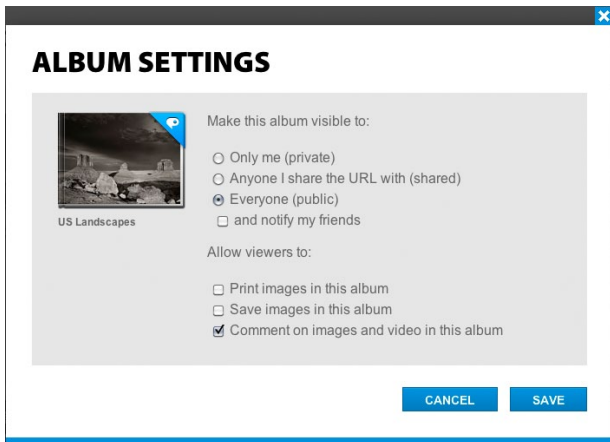 ALBUM SETTINGS
Make this album visible to:
Only me (private)
Anyone I share the URL with (shared)
Everyone (public)
and notify my friends
US Landscapes
Allow viewers to:
Print images in this album
Save images in this album
Comment on images and video in this album
CANCEL
SAVE